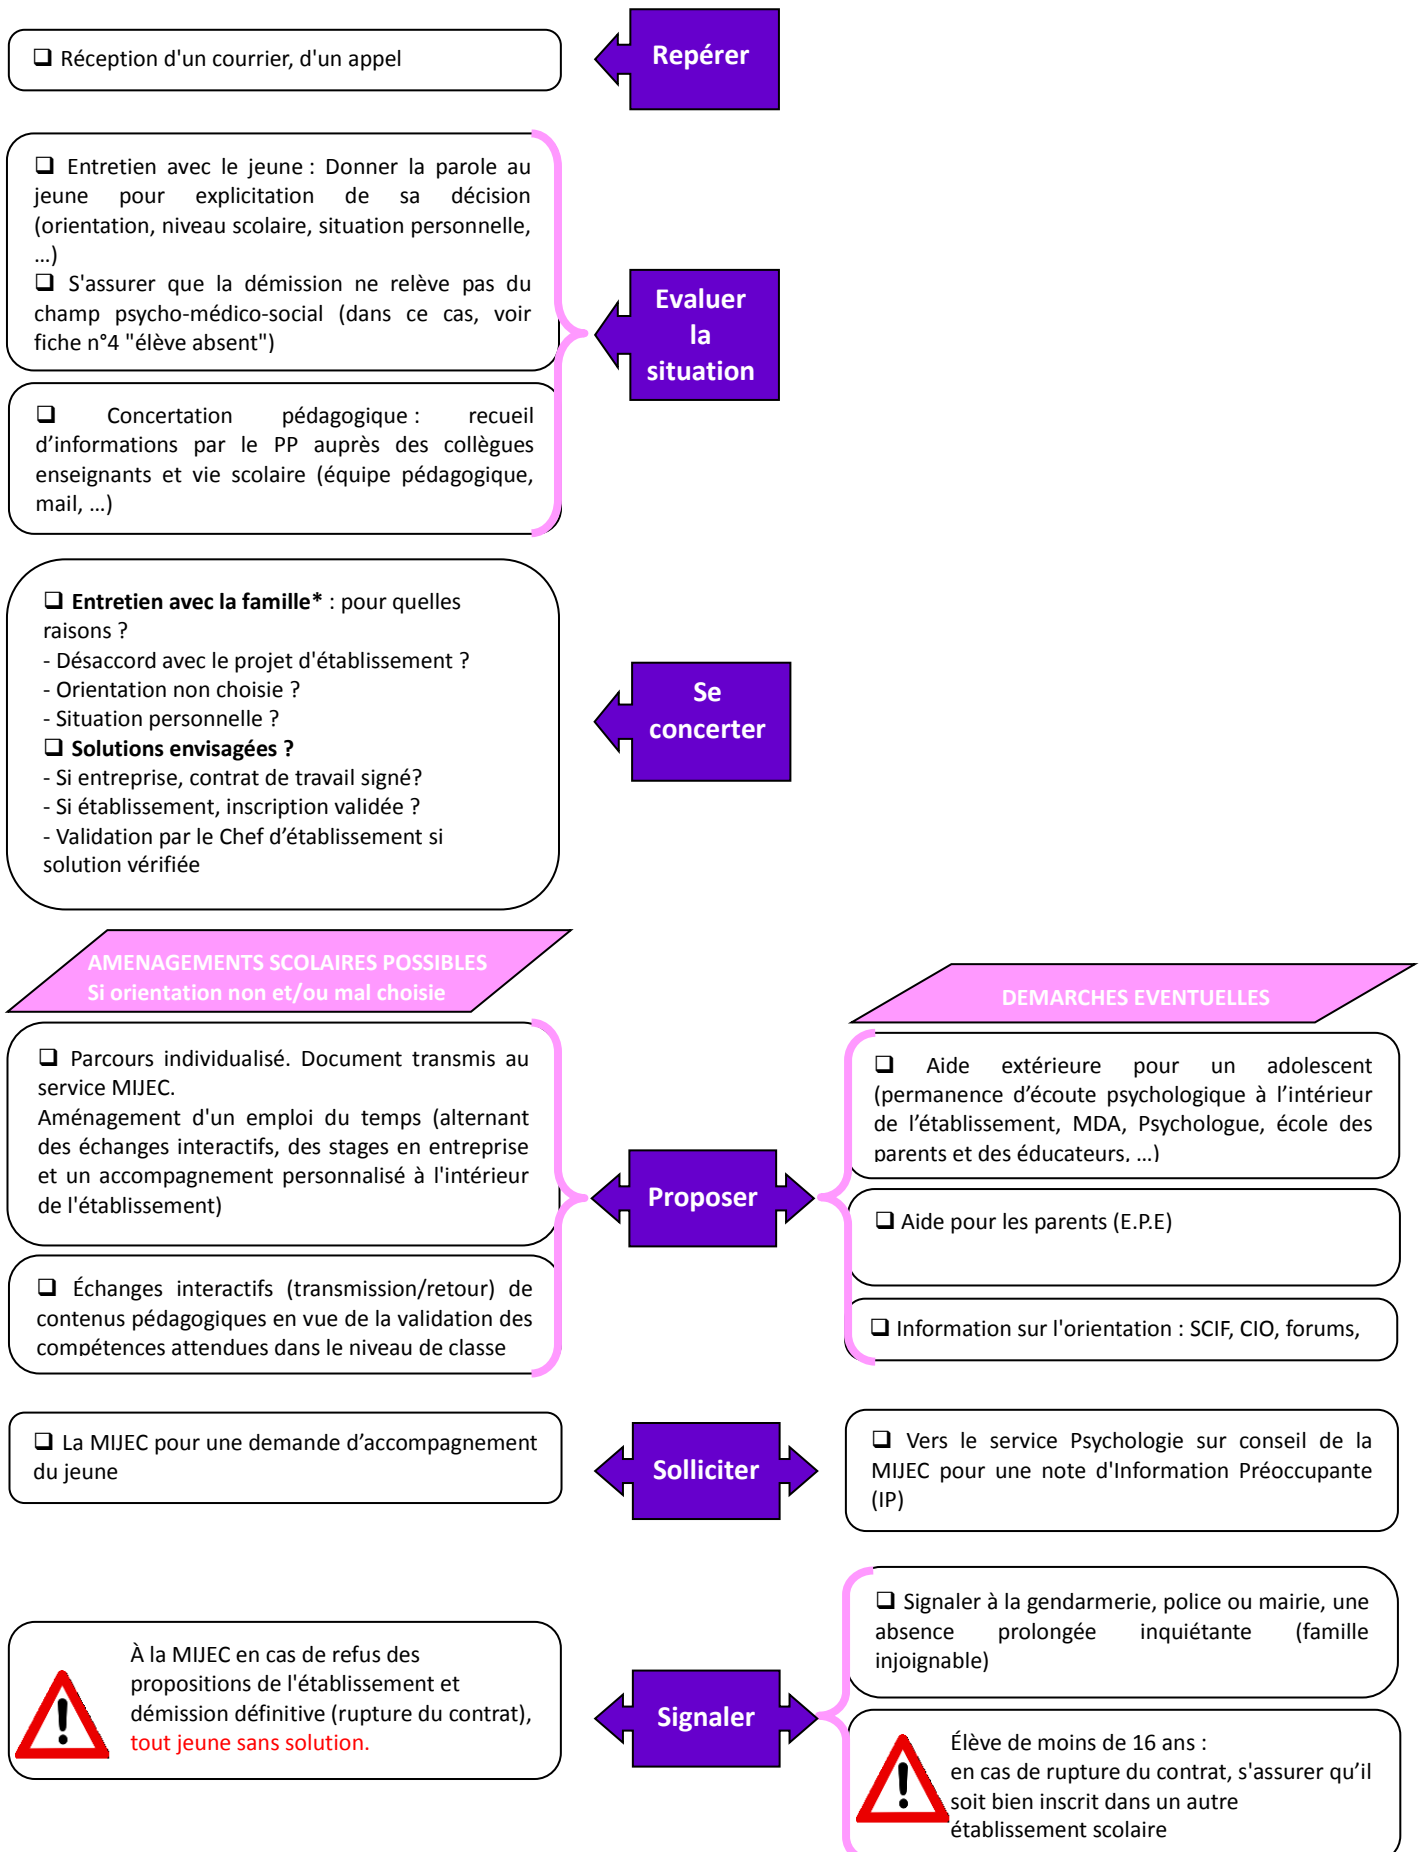 ❑ Réception d'un courrier, d'un appel
Repérer
❑ Entretien avec le jeune : Donner la parole au
jeune pour explicitation de sa décision
(orientation, niveau scolaire, situation personnelle,
…)
❑ S'assurer que la démission ne relève pas du
champ psycho-médico-social (dans ce cas, voir
fiche n°4 "élève absent")
Evaluer
la
situation
❑ Concertation pédagogique : recueil
d’informations par le PP auprès des collègues
enseignants et vie scolaire (équipe pédagogique,
mail, …)
❑ Entretien avec la famille* : pour quelles
raisons ?
- Désaccord avec le projet d'établissement ?
- Orientation non choisie ?
- Situation personnelle ?
❑ Solutions envisagées ?
- Si entreprise, contrat de travail signé?
- Si établissement, inscription validée ?
- Validation par le Chef d’établissement si
solution vérifiée
Se
concerter
AMENAGEMENTS SCOLAIRES POSSIBLES
Si orientation non et/ou mal choisie
DEMARCHES EVENTUELLES
❑ Parcours individualisé. Document transmis au
service MIJEC.
Aménagement d'un emploi du temps (alternant
des échanges interactifs, des stages en entreprise
et un accompagnement personnalisé à l'intérieur
de l'établissement)
❑ Échanges interactifs (transmission/retour) de
contenus pédagogiques en vue de la validation des
compétences attendues dans le niveau de classe
Proposer
❑ Aide extérieure pour un adolescent
(permanence d’écoute psychologique à l’intérieur
de l’établissement, MDA, Psychologue, école des
parents et des éducateurs, …)
❑ Aide pour les parents (E.P.E)
❑ Information sur l'orientation : SCIF, CIO, forums,
❑ La MIJEC pour une demande d’accompagnement
du jeune
Solliciter
❑ Vers le service Psychologie sur conseil de la
MIJEC pour une note d'Information Préoccupante
(IP)
À la MIJEC en cas de refus des
propositions de l'établissement et
démission définitive (rupture du contrat),
tout jeune sans solution.
Signaler
❑ Signaler à la gendarmerie, police ou mairie, une
absence prolongée inquiétante (famille
injoignable)
Élève de moins de 16 ans :
en cas de rupture du contrat, s'assurer qu’il
soit bien inscrit dans un autre
établissement scolaire